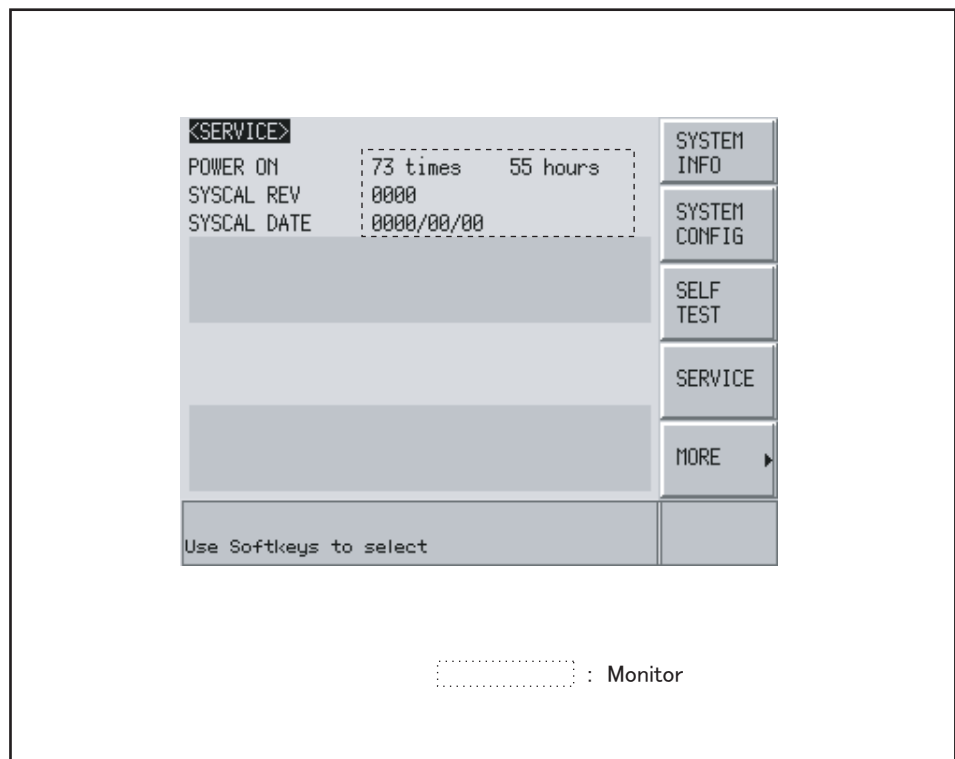 <SERVICE>
POWER ON 73 times 55 hours
SYSCAL REV 0000
SYSCAL DATE 0000/00/00
SYSTEM
INFO
SYSTEM
CONFIG
SELF
TEST
SERVICE
MORE
Use Softkeys to select
: Monitor